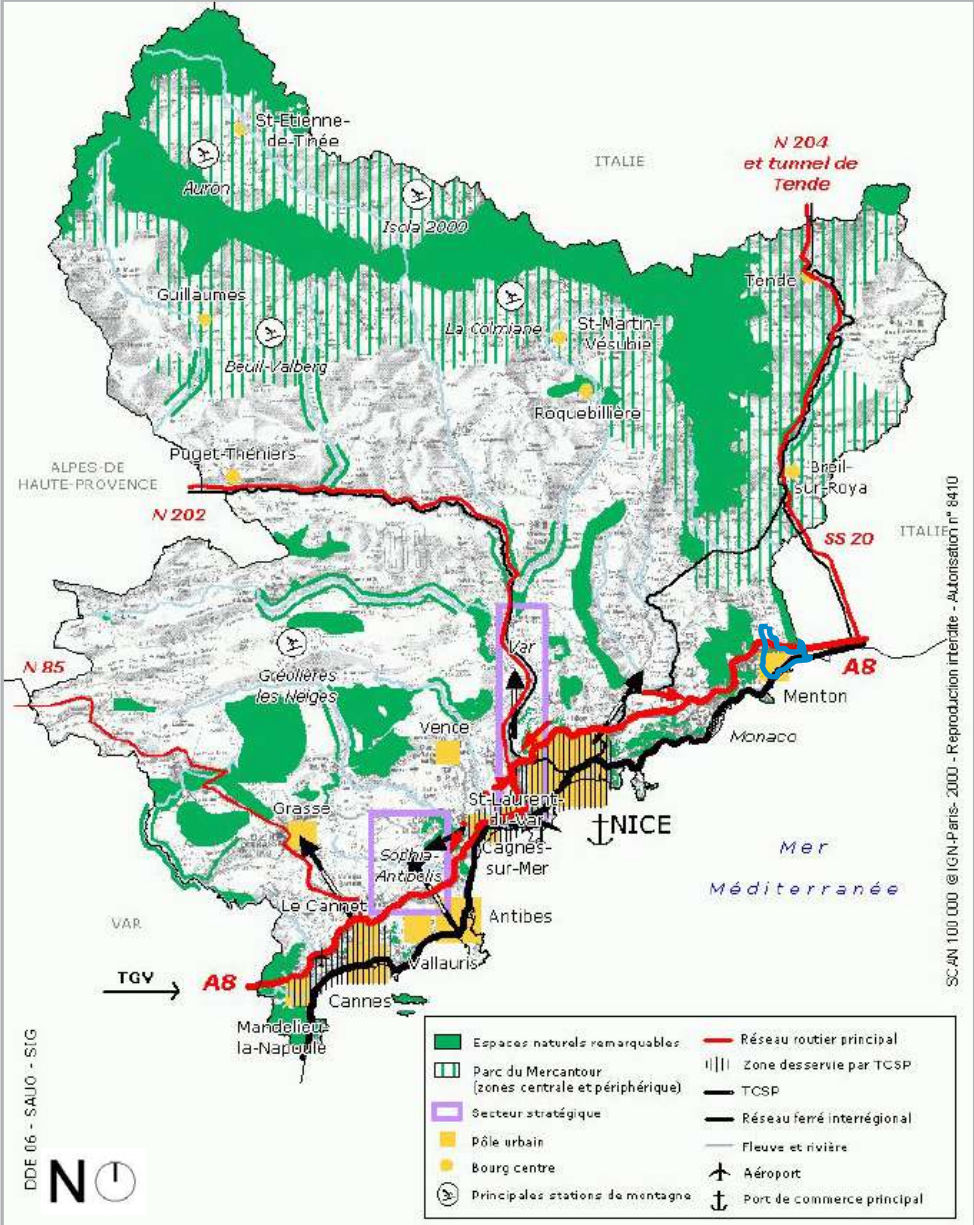 N 204
et tunnel de
Tende
ITALIE
St-Etienne-
de-Tinée
Auron
Isola 2000
Tende
Guillaumes
La Colmiane
St-Martin-
Vésubie
Beuil-Valberg
Roquebillière
Puget-Théniers
ALPES-DE
HAUTE-PROVENCE
Breil-
sur-Roya
N 202
SS 20
ITALIE
Var
N 85
Gréolières
les Neiges
A8
Menton
Vence
Monaco
Grasse
St-Laurent-
du-Var
NICE
Sophia-
Antipolis
Cagnes-
sur-Mer
Mer
Méditerranée
Le Cannet
Antibes
VAR
Vallauris
TGV
A8
Cannes
Mandelieu-
la-Napoule
SCAN 100 000 @IGN-Paris- 2000 - Reproduction interdite - Autorisation n° 8410
DDE 06 - SAUO - SIG
N
Espaces naturels remarquables
Parc du Mercantour
(zones centrale et périphérique)
Secteur stratégique
Pôle urbain
Bourg centre
Principales stations de montagne
Réseau routier principal
Zone desservie par TCSP
TCSP
Réseau ferré interrégional
Fleuve et rivière
Aéroport
Port de commerce principal